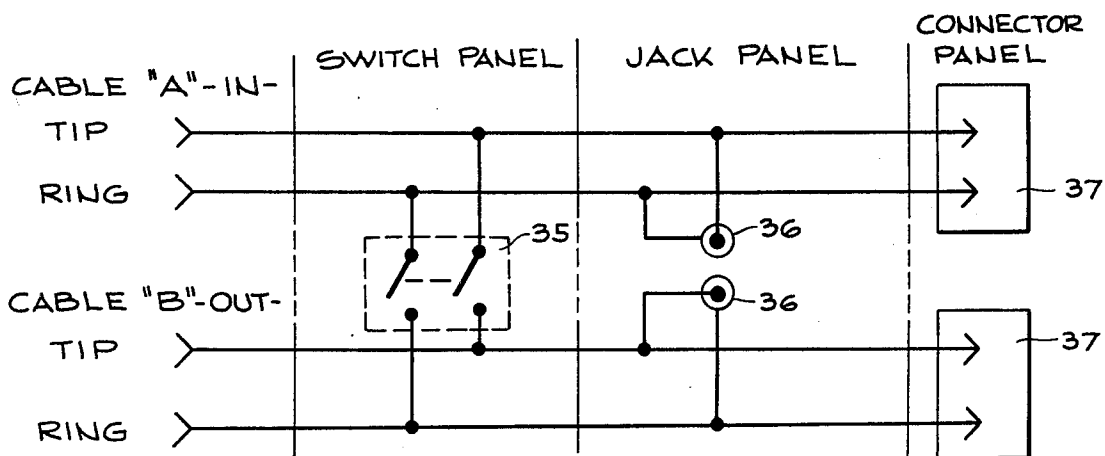 CONNECTOR
PANEL
SWITCH PANEL
JACK PANEL
CABLE "A"-IN-
TIP
RING
37
35
36
CABLE "B"-OUT-
36
TIP
37
RING